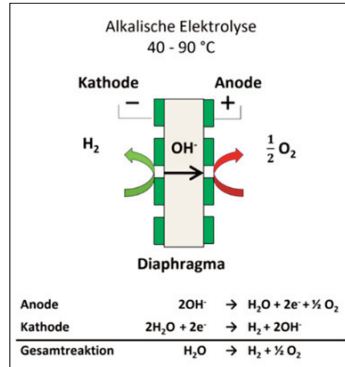 Alkalische Elektrolyse
40 - 90 °C
Kathode Anode
− +
H₂ OH⁻ ½ O₂
Diaphragma
Anode 2OH⁻ → H₂O + 2e⁻ + ½ O₂
Kathode 2H₂O + 2e⁻ → H₂ + 2OH⁻
Gesamtreaktion H₂O → H₂ + ½ O₂